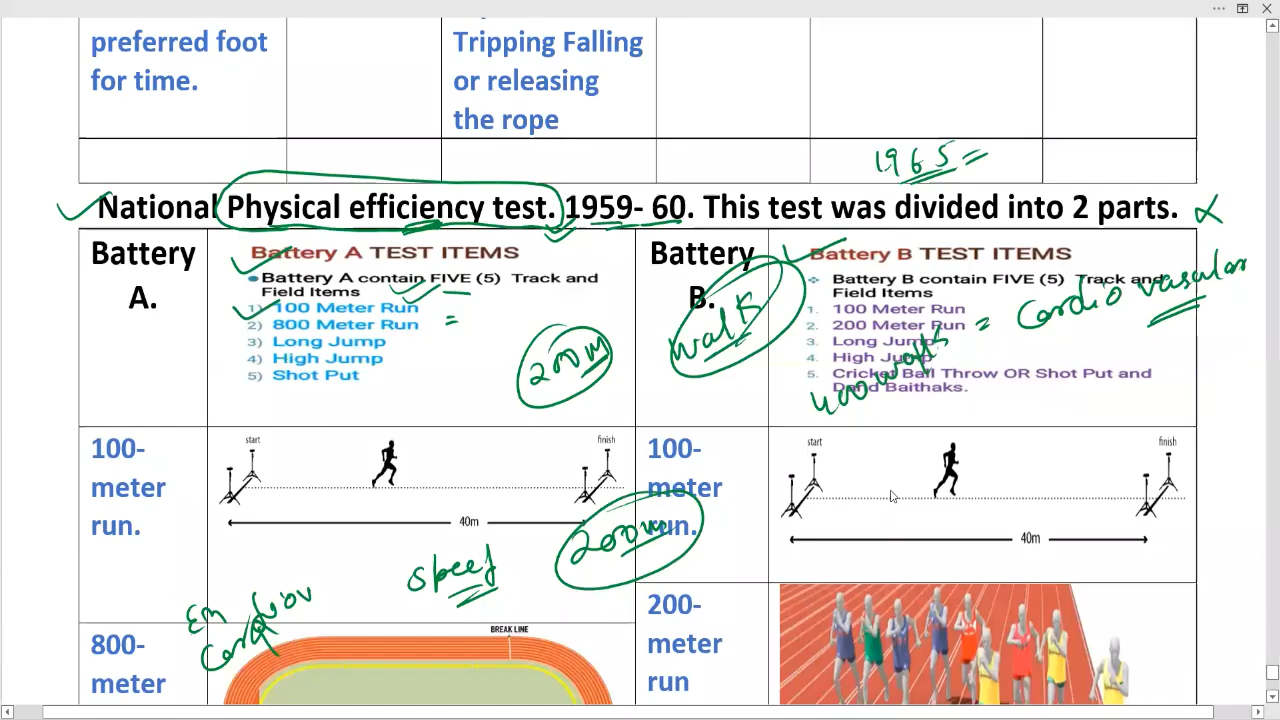 preferred foot
for time.
Tripping Falling
or releasing
the rope
1965=
National Physical efficiency test. 1959- 60. This test was divided into 2 parts.
Battery
A.
Battery A TEST ITEMS
Battery A contain FIVE (5) Track and
Field Items
1) 100 Meter Run
2) 800 Meter Run =
3) Long Jump
4) High Jump
5) Shot Put
200m
Battery
B.
walk
Battery B TEST ITEMS
Battery B contain FIVE (5) Track and
Field Items
1. 100 Meter Run
2. 200 Meter Run
3. Long Jump
4. High Jump
5. Cricket Ball Throw OR Shot Put and
Dand Baithaks.
= Cardio vascular
100-
meter
run.
start
finish
40m
speed
200m
100-
meter
run.
start
finish
40m
800-
meter
BREAK LINE
200-
meter
run